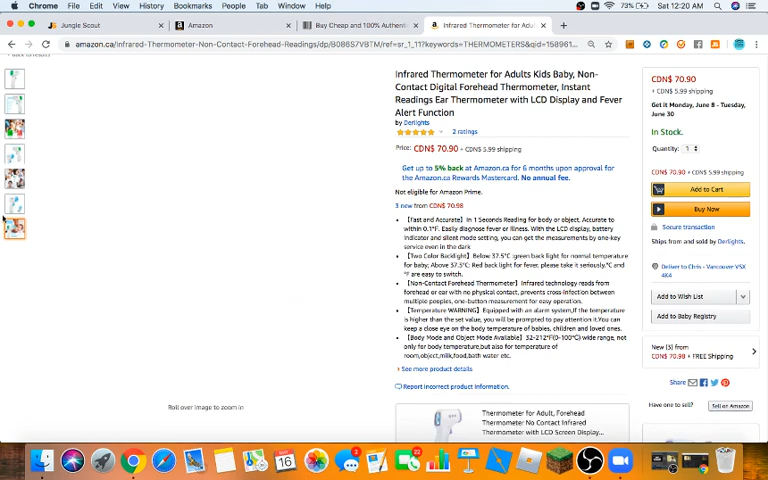 Chrome File Edit View History Bookmarks People Tab Window Help
73% Sat 12:20 AM
Jungle Scout
Amazon
Buy Cheap and 100% Authenti
Infrared Thermometer for Adu
amazon.ca/Infrared-Thermometer-Non-Contact-Forehead-Readings/dp/B086S7VBTM/ref=sr_1_11?keywords=THERMOMETERS&qid=158961...
Back to results
Infrared Thermometer for Adults Kids Baby, Non-
Contact Digital Forehead Thermometer, Instant
Readings Ear Thermometer with LCD Display and Fever
Alert Function
by Derlights
2 ratings
Price: CDN$ 70.90 + CDN$ 5.99 shipping
Get up to 5% back at Amazon.ca for 6 months upon approval for
the Amazon.ca Rewards Mastercard. No annual fee.
Not eligible for Amazon Prime.
3 new from CDN$ 70.98
• 【Fast and Accurate】In 1 Seconds Reading for body or object, Accurate to
within 0.1°F. Easily diagnose fever or illness. With the LCD display, battery
indicator and silent mode setting, you can get the measurements by one-key
service even in the dark
• 【Two Color Backlight】Below 37.5℃ :green back light for normal temperature
for baby; Above 37.5℃: Red back light for fever, please take it seriously.℃ and
°F are easy to switch.
• 【Non-Contact Forehead Thermometer】Infrared technology reads from
forehead or ear with no physical contact, prevents cross-infection between
multiple peoples, one-button measurement for easy operation.
• 【Temperature WARNING】Equipped with an alarm system,If the temperature
is higher than the set value, you will be prompted to pay attention it.You can
keep a close eye on the body temperature of babies, children and loved ones.
• 【Body Mode and Object Mode Available】32-212°F(0-100℃) wide range, not
only for body temperature,but also for temperature of
room,object,milk,food,bath water etc.
› See more product details
Report incorrect product information.
Roll over image to zoom in
Thermometer for Adult, Forehead
Thermometer No Contact Infrared
Thermometer with LCD Screen Display...
CDN$ 70.90
+ CDN$ 5.99 shipping
Get it Monday, June 8 - Tuesday,
June 30
In Stock.
Quantity: 1
CDN$ 70.90 + CDN$ 5.99 shipping
Add to Cart
Buy Now
Secure transaction
Ships from and sold by Derlights.
Deliver to Chris - Vancouver V5X
4K4
Add to Wish List
Add to Baby Registry
New (3) from
CDN$ 70.98 + FREE Shipping
Share
Have one to sell?
Sell on Amazon
MAY
16